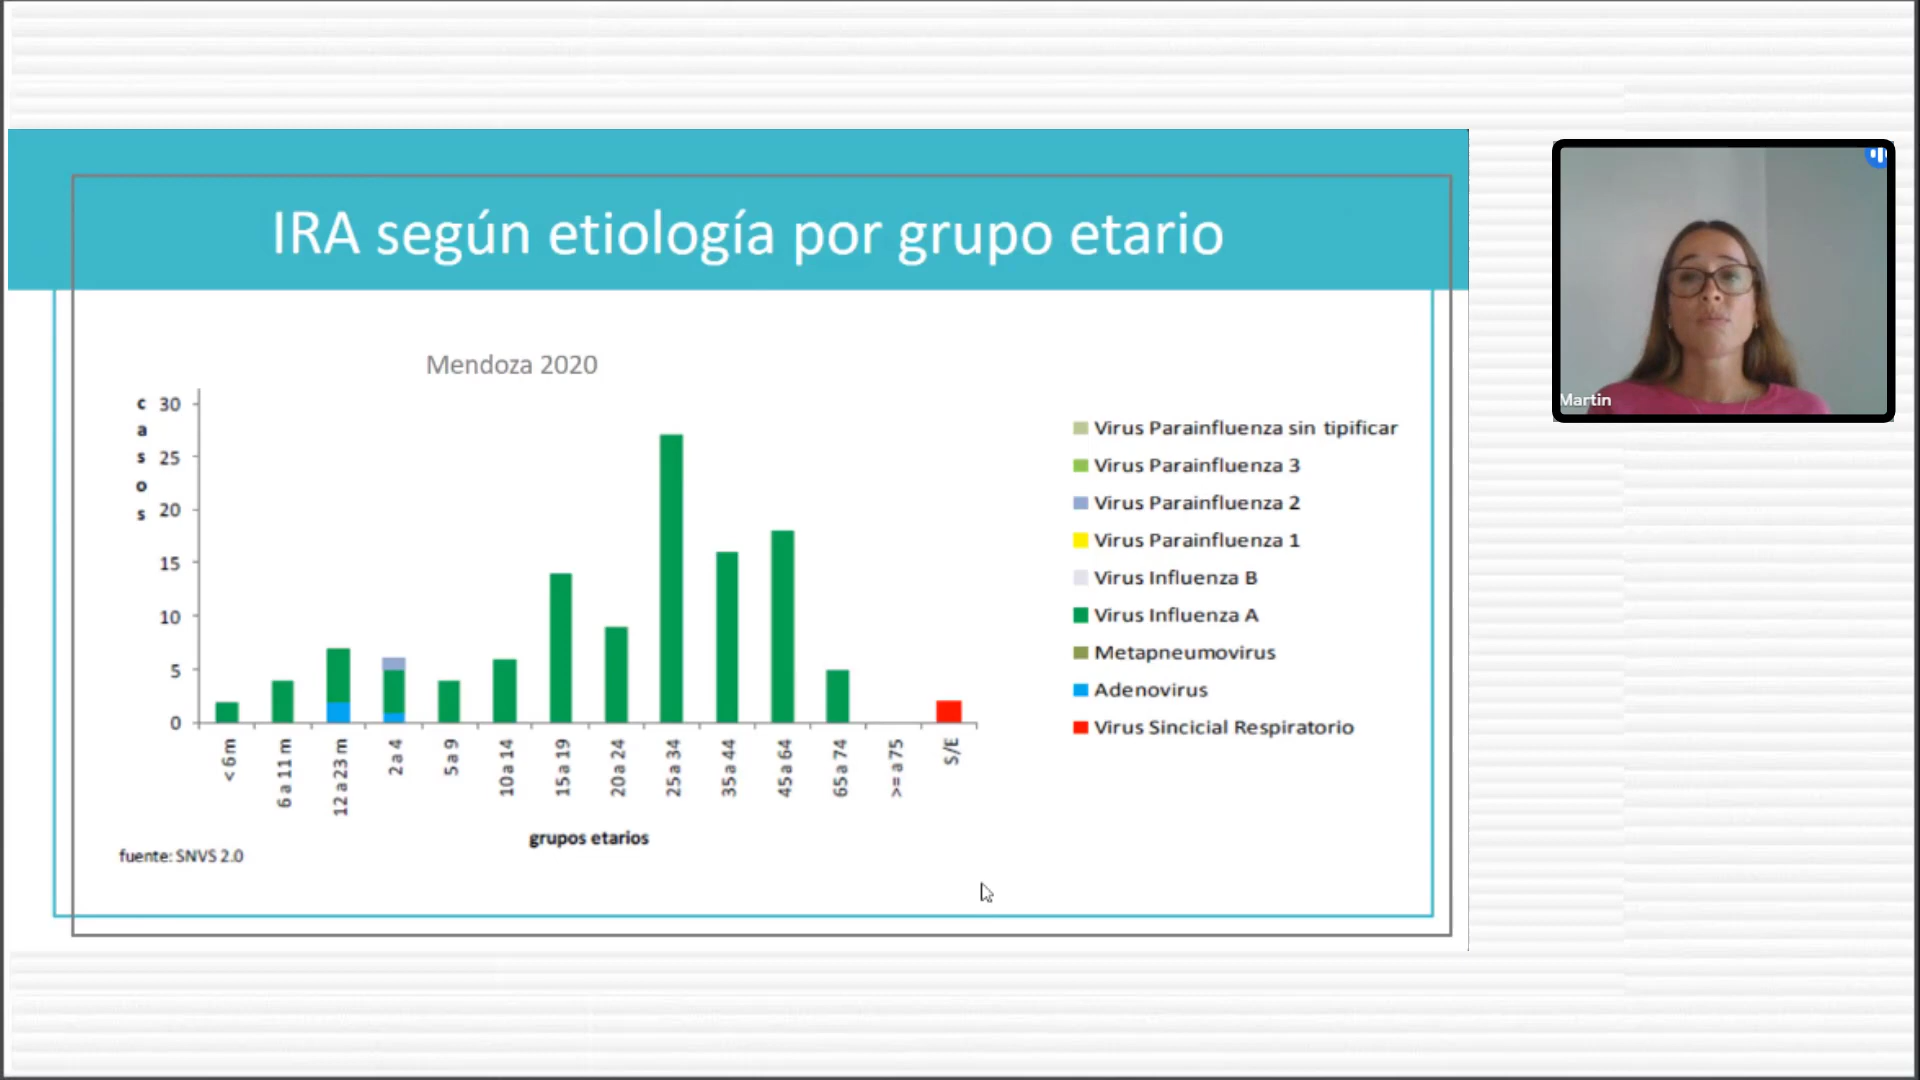 IRA según etiología por grupo etario
Martin
Mendoza 2020
casos
30
25
20
15
10
5
0
< 6 m
6 a 11 m
12 a 23 m
2 a 4
5 a 9
10 a 14
15 a 19
20 a 24
25 a 34
35 a 44
45 a 64
65 a 74
>= a 75
S/E
grupos etarios
Virus Parainfluenza sin tipificar
Virus Parainfluenza 3
Virus Parainfluenza 2
Virus Parainfluenza 1
Virus Influenza B
Virus Influenza A
Metapneumovirus
Adenovirus
Virus Sincicial Respiratorio
fuente: SNVS 2.0